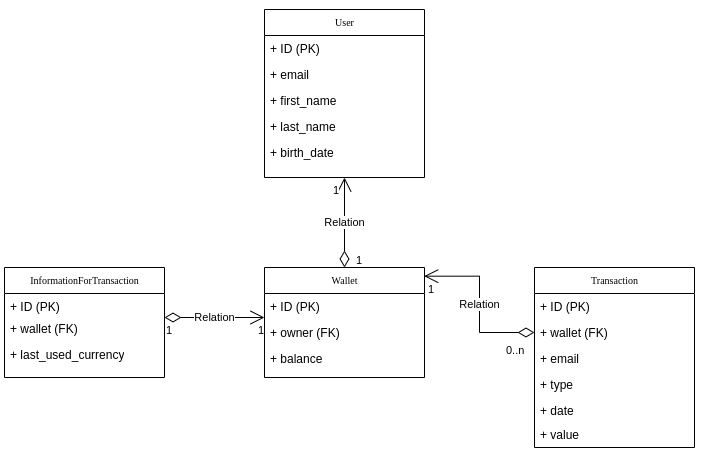 User
+ ID (PK)
+ email
+ first_name
+ last_name
+ birth_date
1
Relation
1
InformationForTransaction
+ ID (PK)
+ wallet (FK)
+ last_used_currency
1
Relation
1
Wallet
+ ID (PK)
+ owner (FK)
+ balance
1
Relation
0..n
Transaction
+ ID (PK)
+ wallet (FK)
+ email
+ type
+ date
+ value